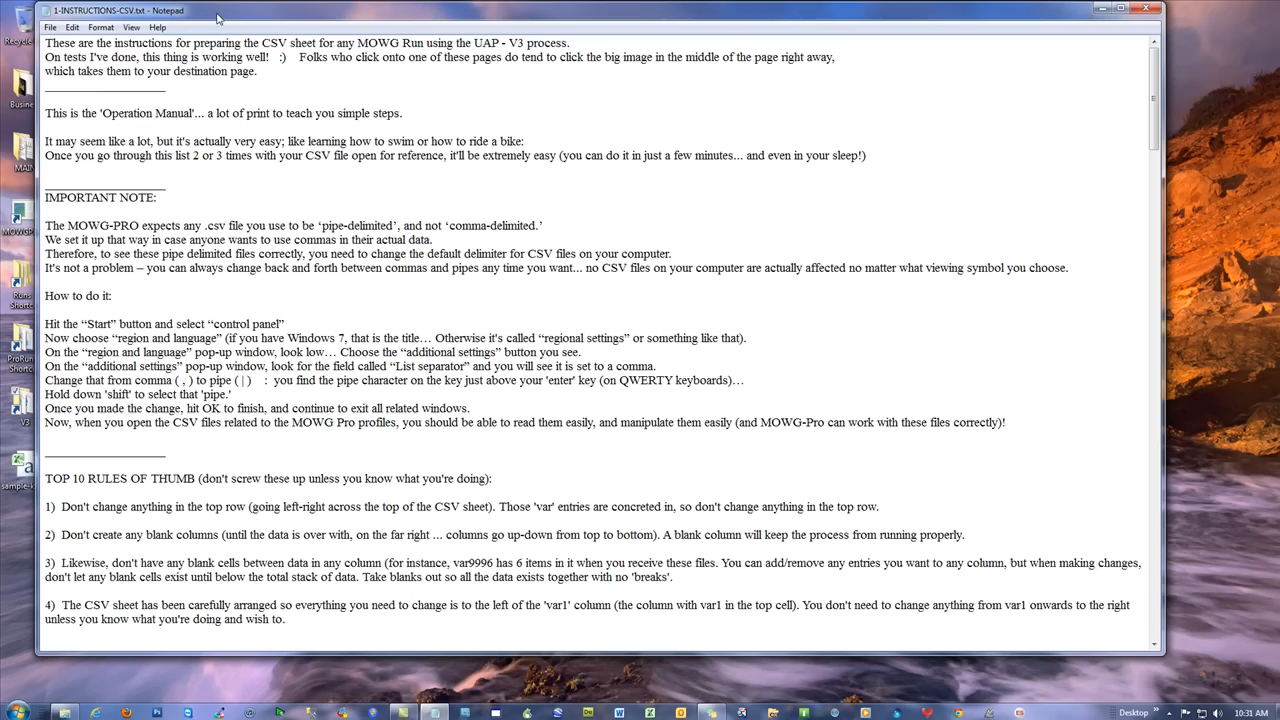 1-INSTRUCTIONS-CSV.txt - Notepad
File Edit Format View Help
These are the instructions for preparing the CSV sheet for any MOWG Run using the UAP - V3 process.
On tests I've done, this thing is working well!   :)    Folks who click onto one of these pages do tend to click the big image in the middle of the page right away,
which takes them to your destination page.
___________________
This is the 'Operation Manual'... a lot of print to teach you simple steps.
It may seem like a lot, but it's actually very easy; like learning how to swim or how to ride a bike:
Once you go through this list 2 or 3 times with your CSV file open for reference, it'll be extremely easy (you can do it in just a few minutes... and even in your sleep!)
___________________
IMPORTANT NOTE:
The MOWG-PRO expects any .csv file you use to be ‘pipe-delimited’, and not ‘comma-delimited.’
We set it up that way in case anyone wants to use commas in their actual data.
Therefore, to see these pipe delimited files correctly, you need to change the default delimiter for CSV files on your computer.
It's not a problem – you can always change back and forth between commas and pipes any time you want... no CSV files on your computer are actually affected no matter what viewing symbol you choose.
How to do it:
Hit the “Start” button and select “control panel”
Now choose “region and language” (if you have Windows 7, that is the title… Otherwise it's called “regional settings” or something like that).
On the “region and language” pop-up window, look low… Choose the “additional settings” button you see.
On the “additional settings” pop-up window, look for the field called “List separator” and you will see it is set to a comma.
Change that from comma ( , ) to pipe ( | )    :  you find the pipe character on the key just above your 'enter' key (on QWERTY keyboards)…
Hold down 'shift' to select that 'pipe.'
Once you made the change, hit OK to finish, and continue to exit all related windows.
Now, when you open the CSV files related to the MOWG Pro profiles, you should be able to read them easily, and manipulate them easily (and MOWG-Pro can work with these files correctly)!
___________________
TOP 10 RULES OF THUMB (don't screw these up unless you know what you're doing):
1)  Don't change anything in the top row (going left-right across the top of the CSV sheet). Those 'var' entries are concreted in, so don't change anything in the top row.
2)  Don't create any blank columns (until the data is over with, on the far right ... columns go up-down from top to bottom). A blank column will keep the process from running properly.
3)  Likewise, don't have any blank cells between data in any column (for instance, var9996 has 6 items in it when you receive these files. You can add/remove any entries you want to any column, but when making changes,
don't let any blank cells exist until below the total stack of data. Take blanks out so all the data exists together with no 'breaks'.
4)  The CSV sheet has been carefully arranged so everything you need to change is to the left of the 'var1' column (the column with var1 in the top cell). You don't need to change anything from var1 onwards to the right
unless you know what you're doing and wish to.
Recycle
Busine
MAIN
MOWGP
Runs
Shortc
ProRun
Shortc
V3
sample-k
Desktop
10:31 AM